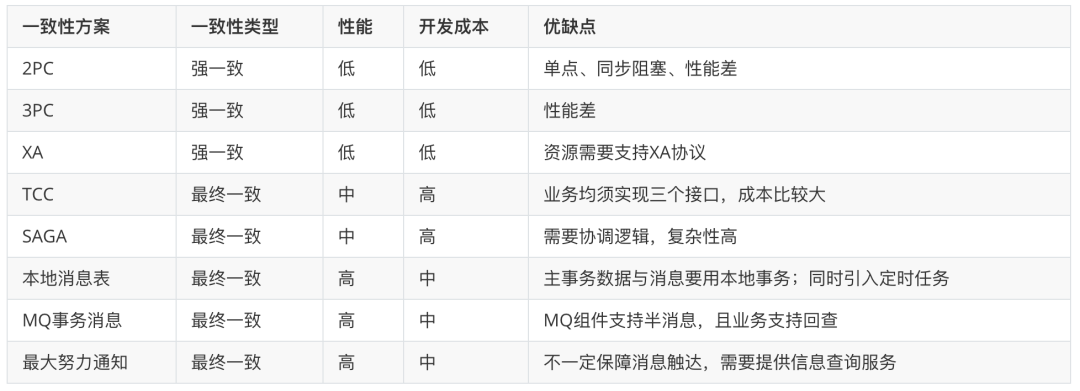 一致性方案 一致性类型 性能 开发成本 优缺点
2PC 强一致 低 低 单点、同步阻塞、性能差
3PC 强一致 低 低 性能差
XA 强一致 低 低 资源需要支持XA协议
TCC 最终一致 中 高 业务均须实现三个接口，成本比较大
SAGA 最终一致 中 高 需要协调逻辑，复杂性高
本地消息表 最终一致 高 中 主事务数据与消息要用本地事务；同时引入定时任务
MQ事务消息 最终一致 高 中 MQ组件支持半消息，且业务支持回查
最大努力通知 最终一致 高 中 不一定保障消息触达，需要提供信息查询服务